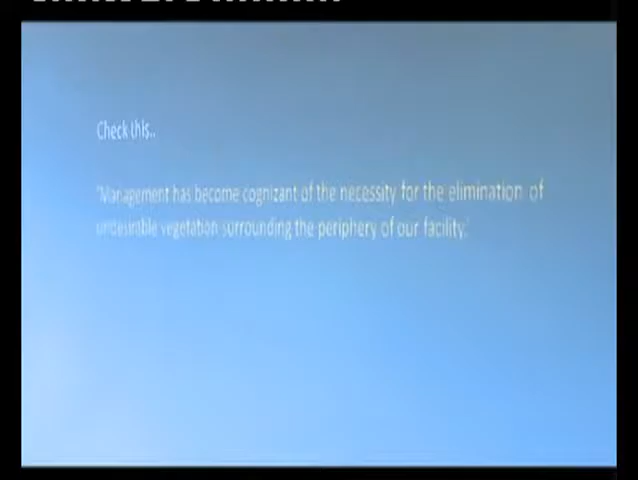 Check this..
'Management has become cognizant of the necessity for the elimination of
undesirable vegetation surrounding the periphery of our facility.'